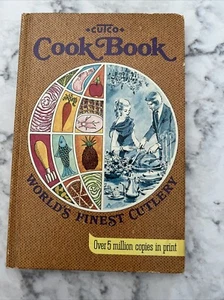 CUTCO
Cook Book
WORLD'S FINEST CUTLERY
Over 5 million copies in print